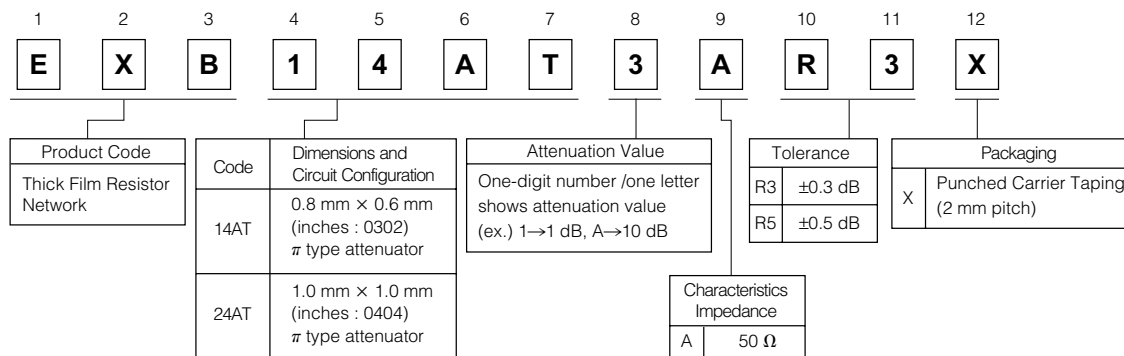 1 2 3 4 5 6 7 8 9 10 11 12
E X B 1 4 A T 3 A R 3 X
Product Code
Thick Film Resistor
Network
Code Dimensions and
Circuit Configuration
14AT 0.8 mm × 0.6 mm
(inches : 0302)
π type attenuator
24AT 1.0 mm × 1.0 mm
(inches : 0404)
π type attenuator
Attenuation Value
One-digit number /one letter
shows attenuation value
(ex.) 1→1 dB, A→10 dB
Characteristics
Impedance
A 50 Ω
Tolerance
R3 ±0.3 dB
R5 ±0.5 dB
Packaging
X Punched Carrier Taping
(2 mm pitch)